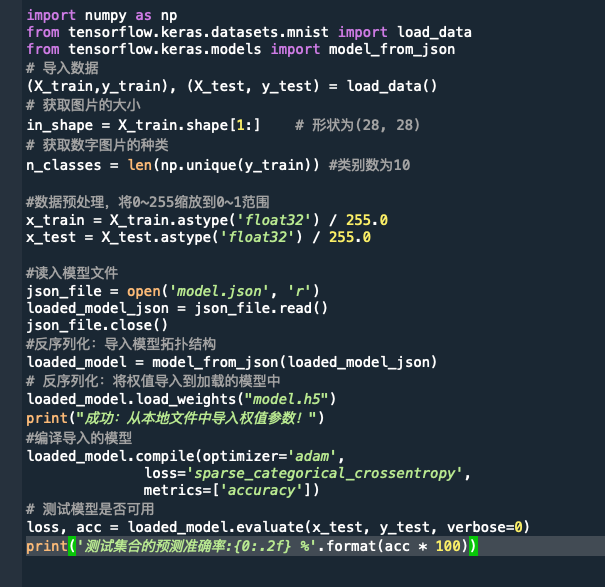 import numpy as np
from tensorflow.keras.datasets.mnist import load_data
from tensorflow.keras.models import model_from_json
# 导入数据
(X_train,y_train), (X_test, y_test) = load_data()
# 获取图片的大小
in_shape = X_train.shape[1:]    # 形状为(28, 28)
# 获取数字图片的种类
n_classes = len(np.unique(y_train)) #类别数为10

#数据预处理，将0~255缩放到0~1范围
x_train = X_train.astype('float32') / 255.0
x_test = X_test.astype('float32') / 255.0

#读入模型文件
json_file = open('model.json', 'r')
loaded_model_json = json_file.read()
json_file.close()
#反序列化：导入模型拓扑结构
loaded_model = model_from_json(loaded_model_json)
# 反序列化：将权值导入到加载的模型中
loaded_model.load_weights("model.h5")
print("成功：从本地文件中导入权值参数！")
#编译导入的模型
loaded_model.compile(optimizer='adam',
              loss='sparse_categorical_crossentropy',
              metrics=['accuracy'])
# 测试模型是否可用
loss, acc = loaded_model.evaluate(x_test, y_test, verbose=0)
print('测试集合的预测准确率:{0:.2f} %'.format(acc * 100))